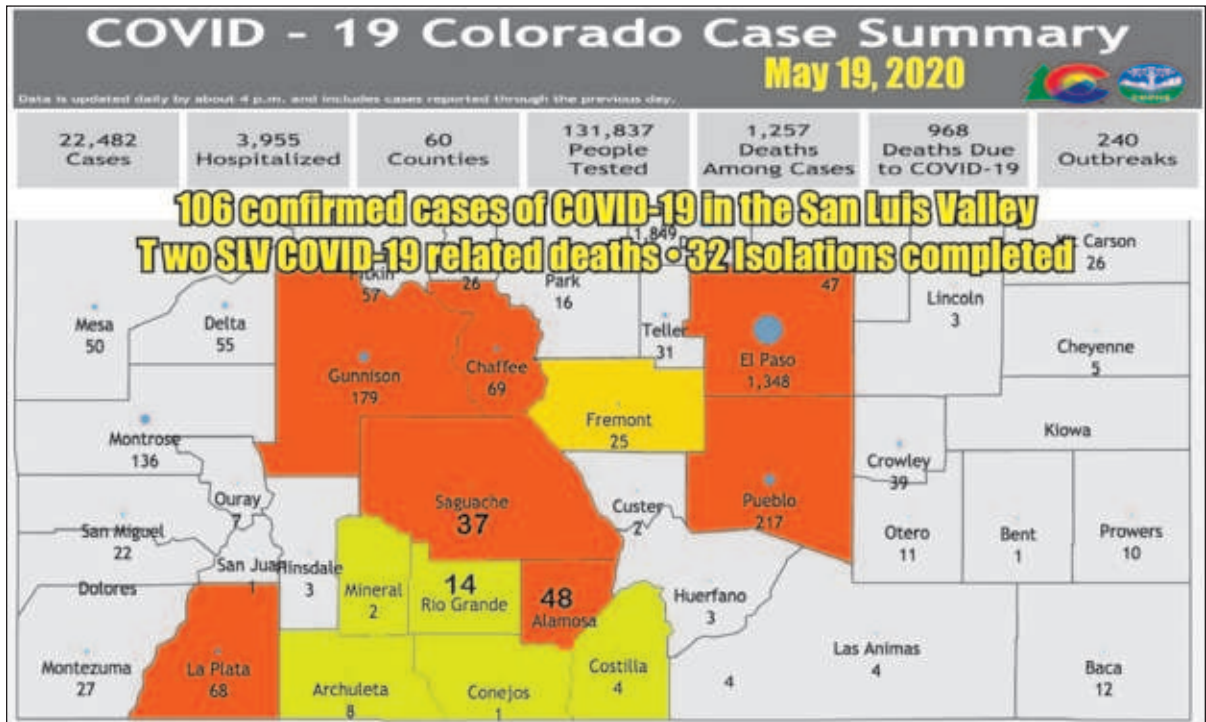 COVID - 19 Colorado Case Summary
May 19, 2020
Data is updated daily by about 4 p.m. and includes cases reported through the previous day.
22,482
Cases
3,955
Hospitalized
60
Counties
131,837
People
Tested
1,257
Deaths
Among Cases
968
Deaths Due
to COVID-19
240
Outbreaks
106 confirmed cases of COVID-19 in the San Luis Valley
Two SLV COVID-19 related deaths • 32 Isolations completed
1,849
Kit Carson
26
57
26
Park
16
47
Lincoln
3
Mesa
50
Delta
55
Teller
31
El Paso
1,348
Cheyenne
5
Gunnison
179
Chaffee
69
Fremont
25
Kiowa
Montrose
136
Crowley
39
Ouray
7
Saguache
37
Custer
2
Pueblo
217
San Miguel
22
Otero
11
Bent
1
Prowers
10
San Juan
1
Hinsdale
3
Dolores
Mineral
2
14
Rio Grande
48
Alamosa
Huerfano
3
Montezuma
27
La Plata
68
Archuleta
8
Conejos
1
Costilla
4
4
Las Animas
4
Baca
12